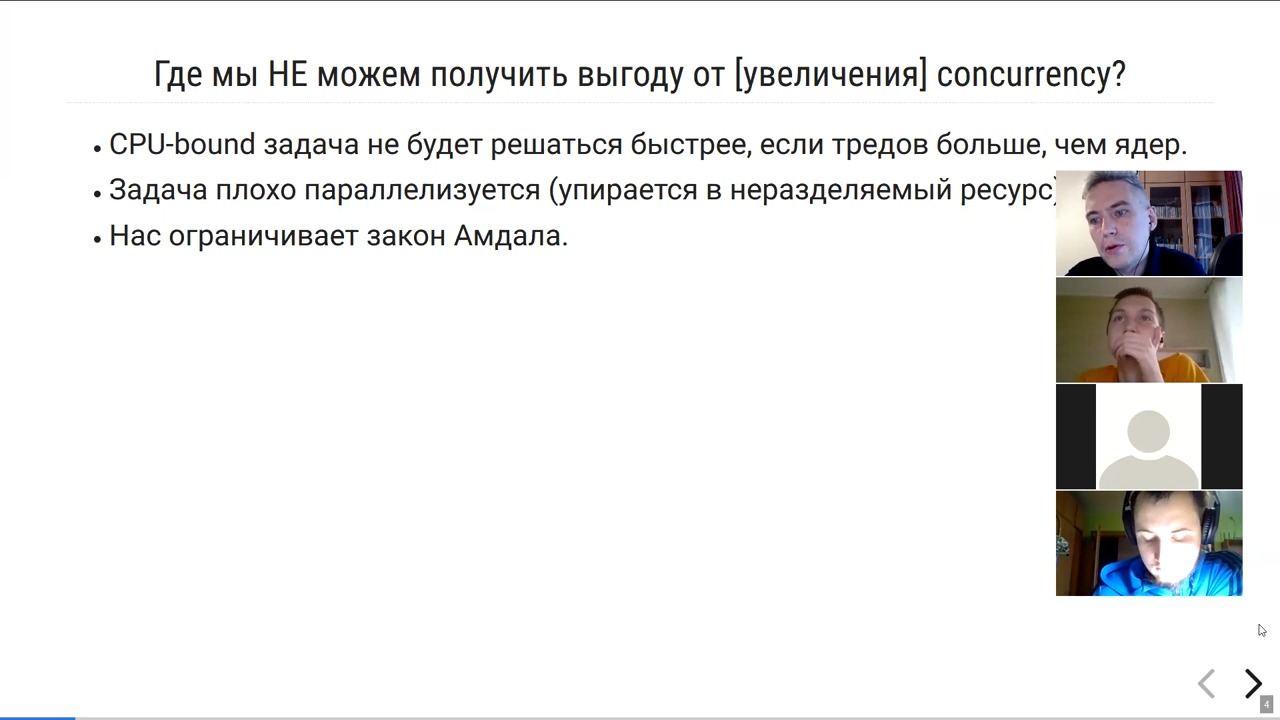 Где мы НЕ можем получить выгоду от [увеличения] concurrency?
• CPU-bound задача не будет решаться быстрее, если тредов больше, чем ядер.
• Задача плохо параллелизуется (упирается в неразделяемый ресурс)
• Нас ограничивает закон Амдала.
4